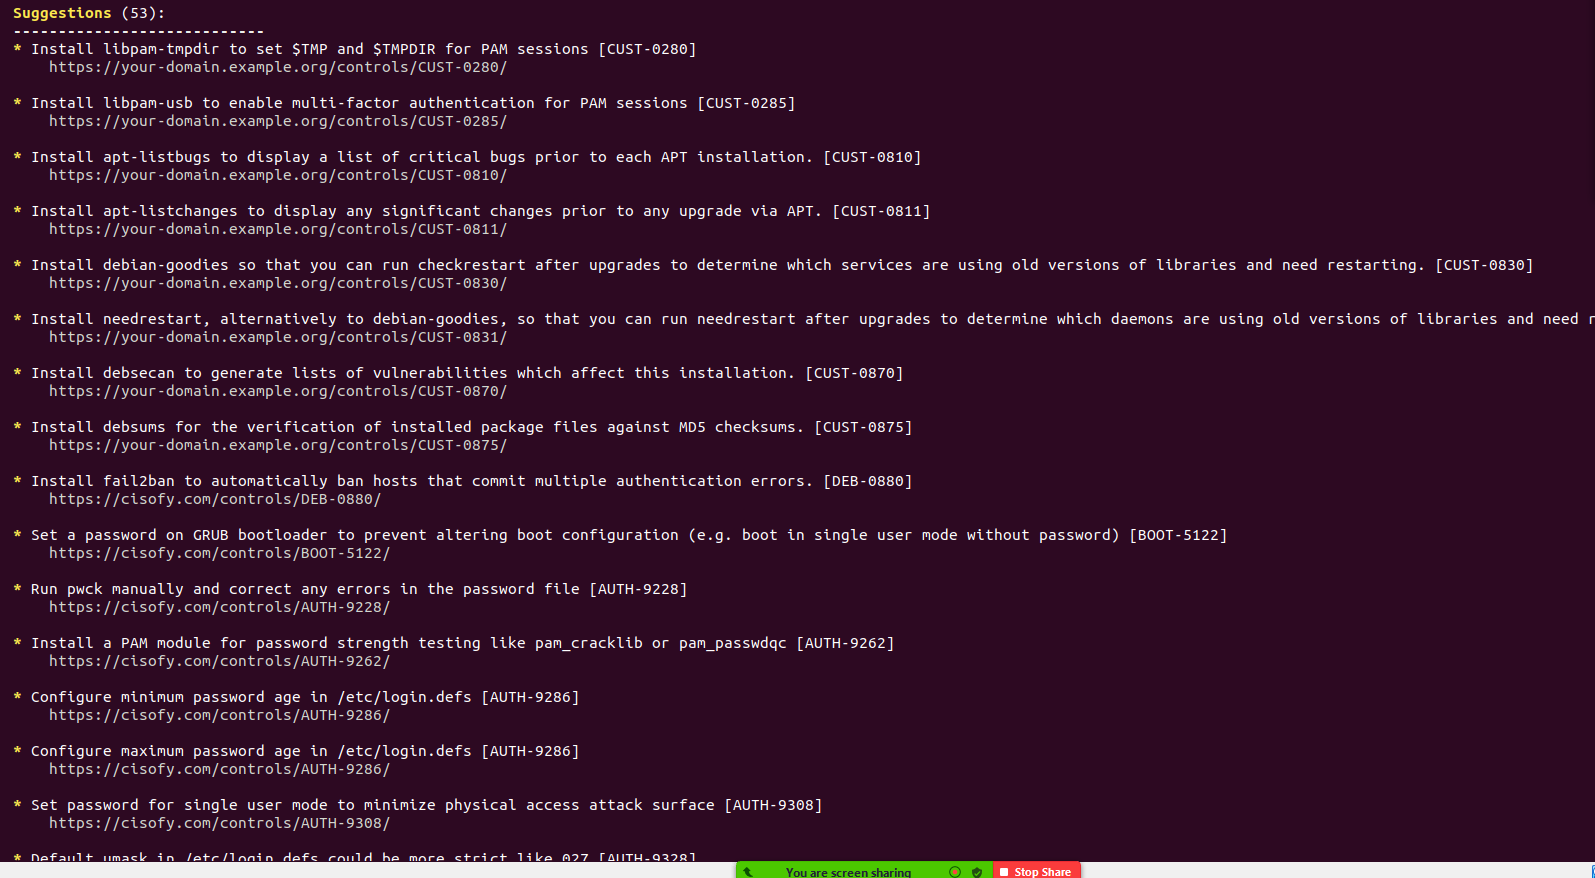 Suggestions (53):
----------------------------
* Install libpam-tmpdir to set $TMP and $TMPDIR for PAM sessions [CUST-0280]
https://your-domain.example.org/controls/CUST-0280/
* Install libpam-usb to enable multi-factor authentication for PAM sessions [CUST-0285]
https://your-domain.example.org/controls/CUST-0285/
* Install apt-listbugs to display a list of critical bugs prior to each APT installation. [CUST-0810]
https://your-domain.example.org/controls/CUST-0810/
* Install apt-listchanges to display any significant changes prior to any upgrade via APT. [CUST-0811]
https://your-domain.example.org/controls/CUST-0811/
* Install debian-goodies so that you can run checkrestart after upgrades to determine which services are using old versions of libraries and need restarting. [CUST-0830]
https://your-domain.example.org/controls/CUST-0830/
* Install needrestart, alternatively to debian-goodies, so that you can run needrestart after upgrades to determine which daemons are using old versions of libraries and need r
https://your-domain.example.org/controls/CUST-0831/
* Install debsecan to generate lists of vulnerabilities which affect this installation. [CUST-0870]
https://your-domain.example.org/controls/CUST-0870/
* Install debsums for the verification of installed package files against MD5 checksums. [CUST-0875]
https://your-domain.example.org/controls/CUST-0875/
* Install fail2ban to automatically ban hosts that commit multiple authentication errors. [DEB-0880]
https://cisofy.com/controls/DEB-0880/
* Set a password on GRUB bootloader to prevent altering boot configuration (e.g. boot in single user mode without password) [BOOT-5122]
https://cisofy.com/controls/BOOT-5122/
* Run pwck manually and correct any errors in the password file [AUTH-9228]
https://cisofy.com/controls/AUTH-9228/
* Install a PAM module for password strength testing like pam_cracklib or pam_passwdqc [AUTH-9262]
https://cisofy.com/controls/AUTH-9262/
* Configure minimum password age in /etc/login.defs [AUTH-9286]
https://cisofy.com/controls/AUTH-9286/
* Configure maximum password age in /etc/login.defs [AUTH-9286]
https://cisofy.com/controls/AUTH-9286/
* Set password for single user mode to minimize physical access attack surface [AUTH-9308]
https://cisofy.com/controls/AUTH-9308/
* Default umask in /etc/login.defs could be more strict like 027 [AUTH-9328]
You are screen sharing
Stop Share